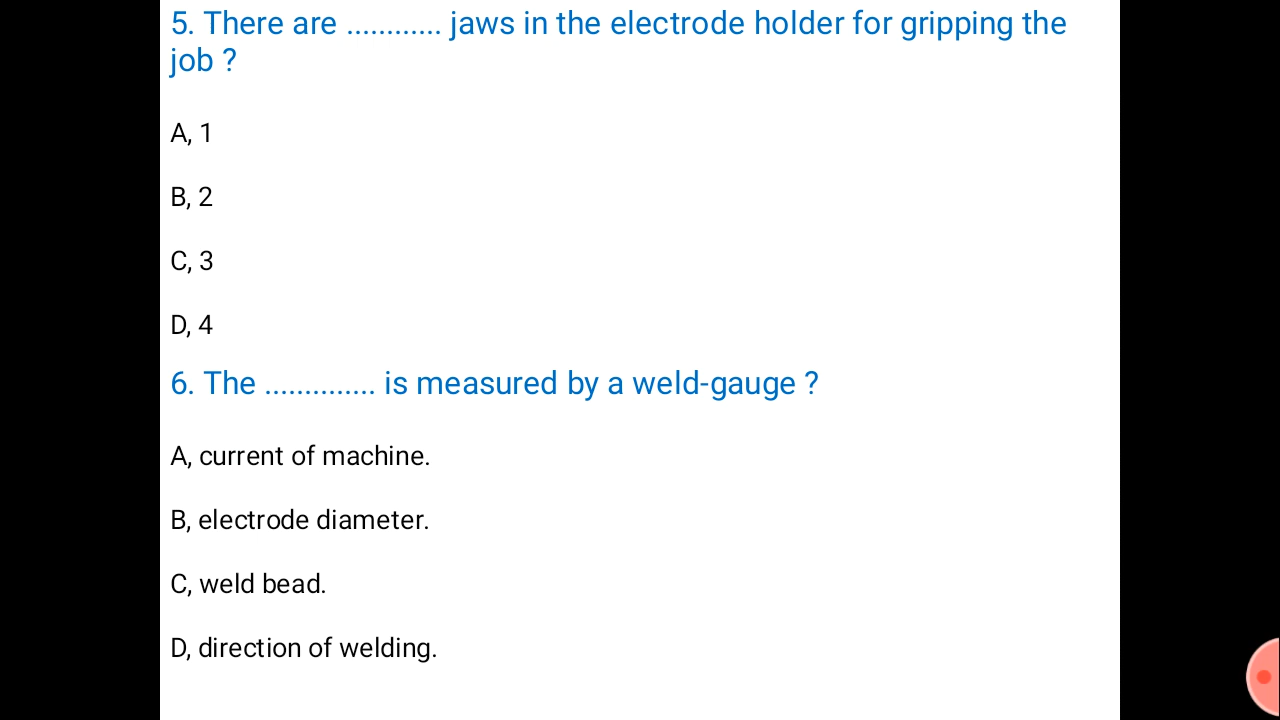 5. There are ............ jaws in the electrode holder for gripping the
job ?
A, 1
B, 2
C, 3
D, 4
6. The .............. is measured by a weld-gauge ?
A, current of machine.
B, electrode diameter.
C, weld bead.
D, direction of welding.